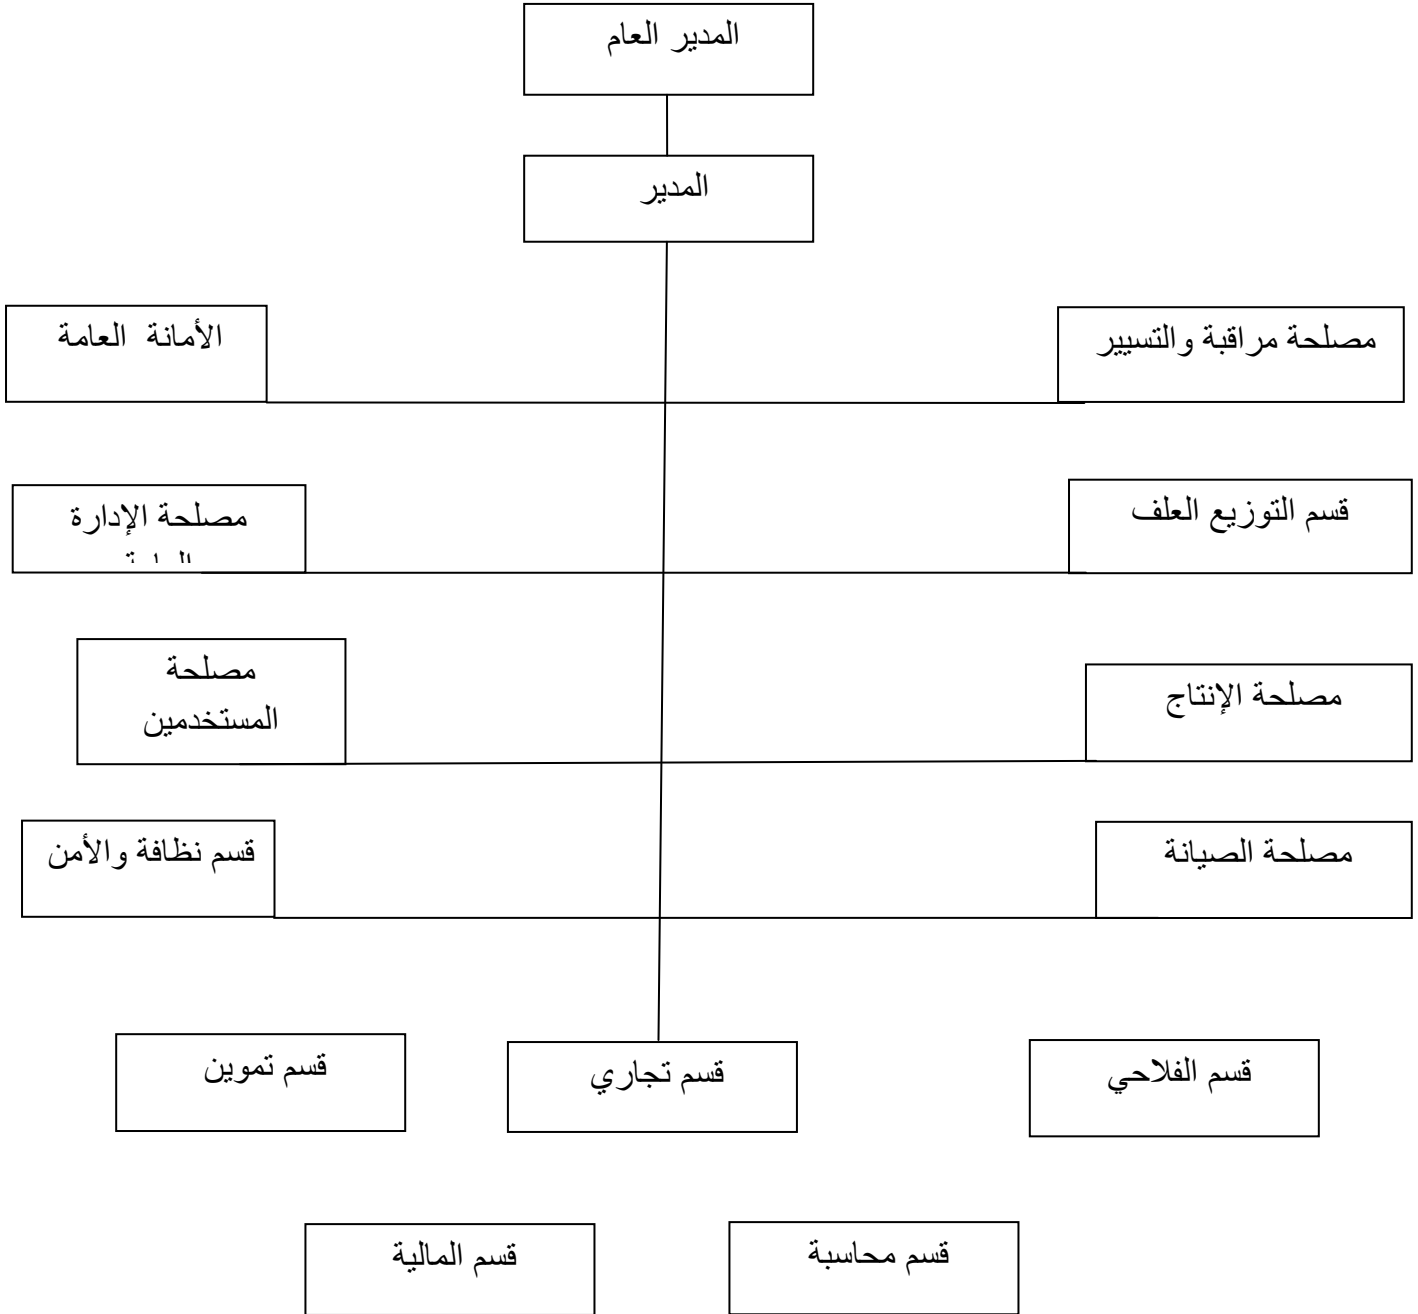 المدير العام
المدير
مصلحة مراقبة والتسيير
الأمانة العامة
قسم التوزيع العلف
مصلحة الإدارة
مصلحة الإنتاج
مصلحة
المستخدمين
مصلحة الصيانة
قسم نظافة والأمن
قسم الفلاحي
قسم تجاري
قسم تموين
قسم محاسبة
قسم المالية